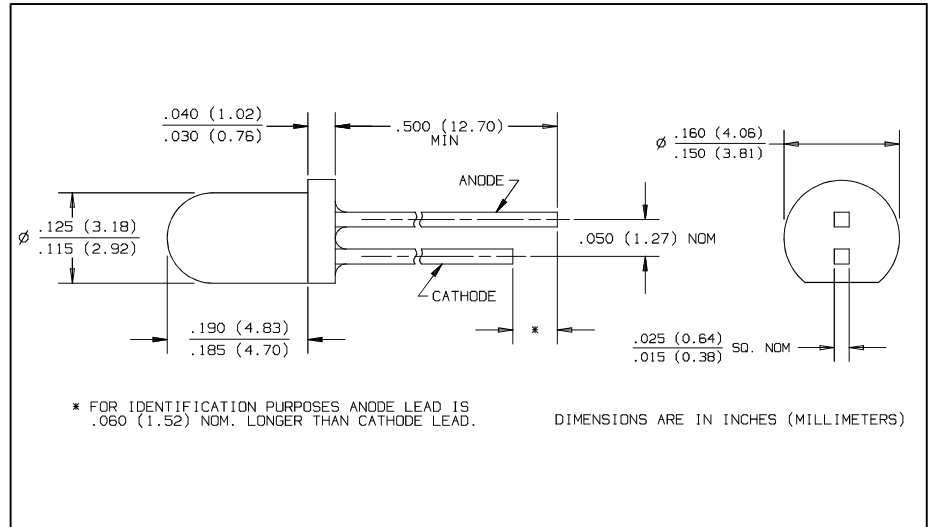 .040 (1.02)
.030 (0.76)
.500 (12.70)
MIN
ø .160 (4.06)
.150 (3.81)
ANODE
ø .125 (3.18)
.115 (2.92)
.050 (1.27) NOM
CATHODE
.190 (4.83)
.185 (4.70)
*
.025 (0.64)
.015 (0.38) SQ. NOM
* FOR IDENTIFICATION PURPOSES ANODE LEAD IS
.060 (1.52) NOM. LONGER THAN CATHODE LEAD.
DIMENSIONS ARE IN INCHES (MILLIMETERS)